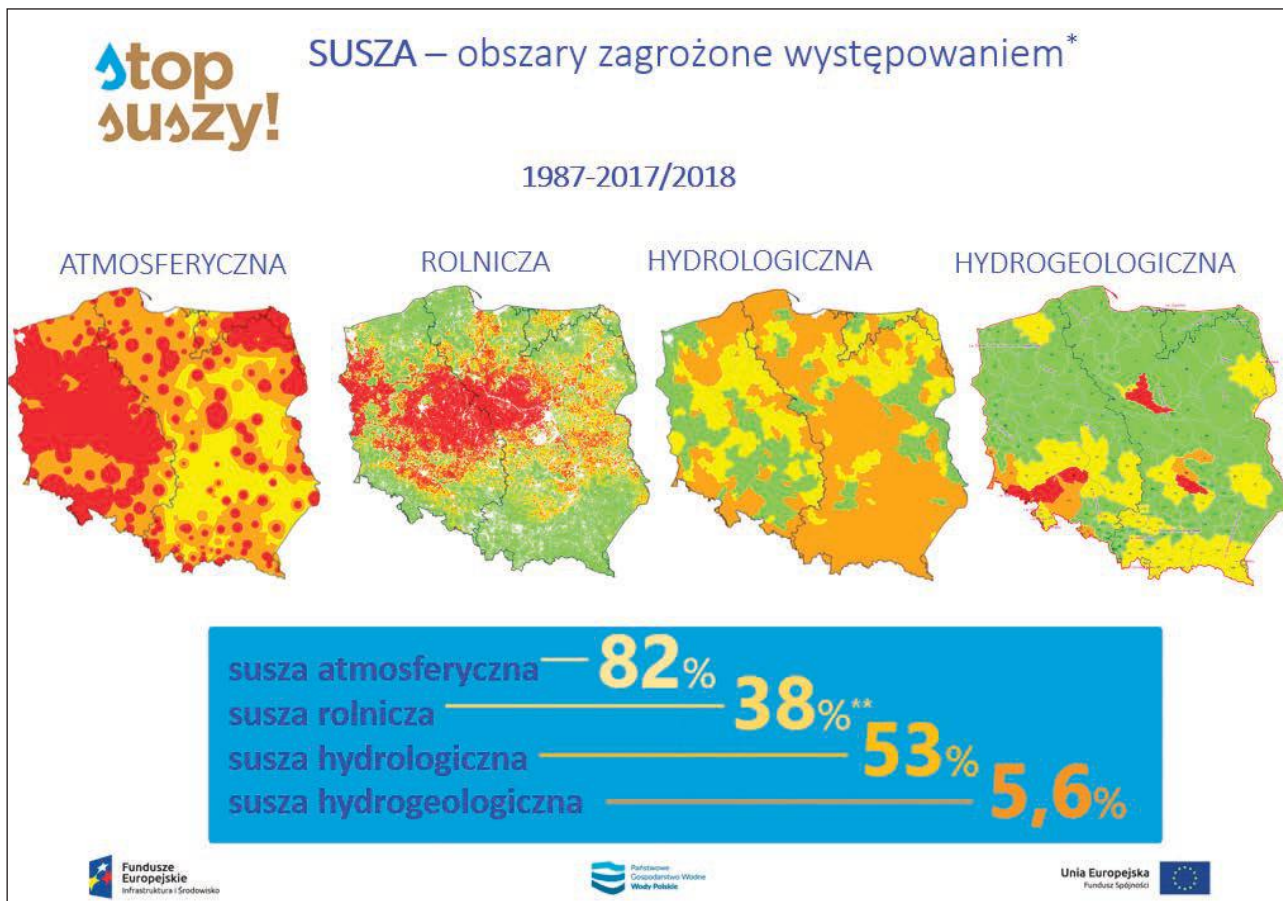 stop
suszy!
SUSZA – obszary zagrożone występowaniem*
1987-2017/2018
ATMOSFERYCZNA
ROLNICZA
HYDROLOGICZNA
HYDROGEOLOGICZNA
susza atmosferyczna 82%
susza rolnicza 38%**
susza hydrologiczna 53%
susza hydrogeologiczna 5,6%
Fundusze
Europejskie
Infrastruktura i Środowisko
Państwowe
Gospodarstwo Wodne
Wody Polskie
Unia Europejska
Fundusz Spójności